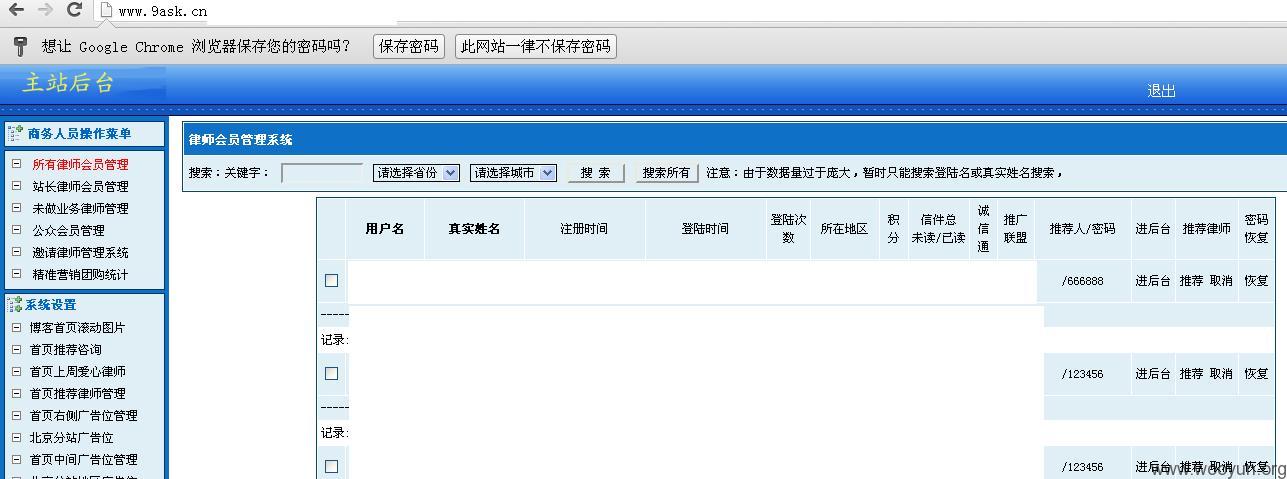 www.9ask.cn
想让 Google Chrome 浏览器保存您的密码吗？ 保存密码 此网站一律不保存密码
主站后台
退出
商务人员操作菜单
所有律师会员管理
站长律师会员管理
未做业务律师管理
公众会员管理
邀请律师管理系统
精准营销团购统计
系统设置
博客首页滚动图片
首页推荐咨询
首页上周爱心律师
首页推荐律师管理
首页右侧广告位管理
北京分站广告位
首页中间广告位管理
律师会员管理系统
搜索：关键字： 请选择省份 请选择城市 搜 索 搜索所有 注意：由于数据量过于庞大，暂时只能搜索登陆名或真实姓名搜索，
用户名 真实姓名 注册时间 登陆时间 登陆次数 所在地区 积分 信件总未读/已读 诚信通 推广联盟 推荐人/密码 进后台 推荐律师 密码恢复
/666888 进后台 推荐 取消 恢复
-----
记录:
/123456 进后台 推荐 取消 恢复
-----
记录:
/123456 进后台 推荐 取消 恢复
www.wooyun.org